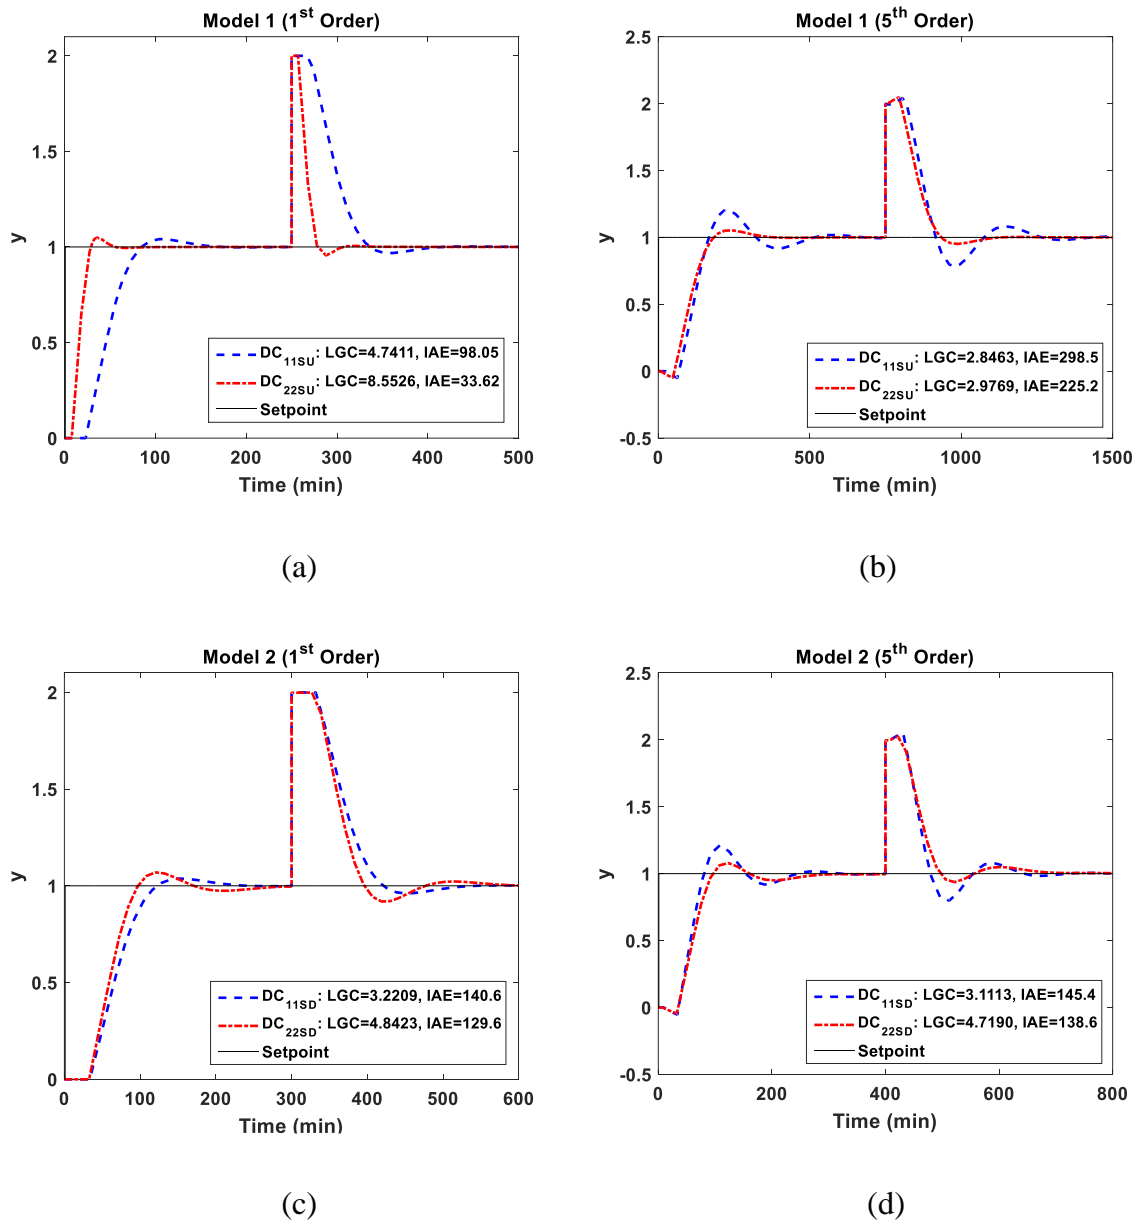 Model 1 (1st Order)
2
1.5
1
0.5
0
y
DC11SU: LGC=4.7411, IAE=98.05
DC22SU: LGC=8.5526, IAE=33.62
Setpoint
0 100 200 300 400 500
Time (min)
(a)
Model 1 (5th Order)
2.5
2
1.5
1
0.5
0
-0.5
y
DC11SU: LGC=2.8463, IAE=298.5
DC22SU: LGC=2.9769, IAE=225.2
Setpoint
0 500 1000 1500
Time (min)
(b)
Model 2 (1st Order)
2
1.5
1
0.5
0
y
DC11SD: LGC=3.2209, IAE=140.6
DC22SD: LGC=4.8423, IAE=129.6
Setpoint
0 100 200 300 400 500 600
Time (min)
(c)
Model 2 (5th Order)
2.5
2
1.5
1
0.5
0
-0.5
y
DC11SD: LGC=3.1113, IAE=145.4
DC22SD: LGC=4.7190, IAE=138.6
Setpoint
0 200 400 600 800
Time (min)
(d)